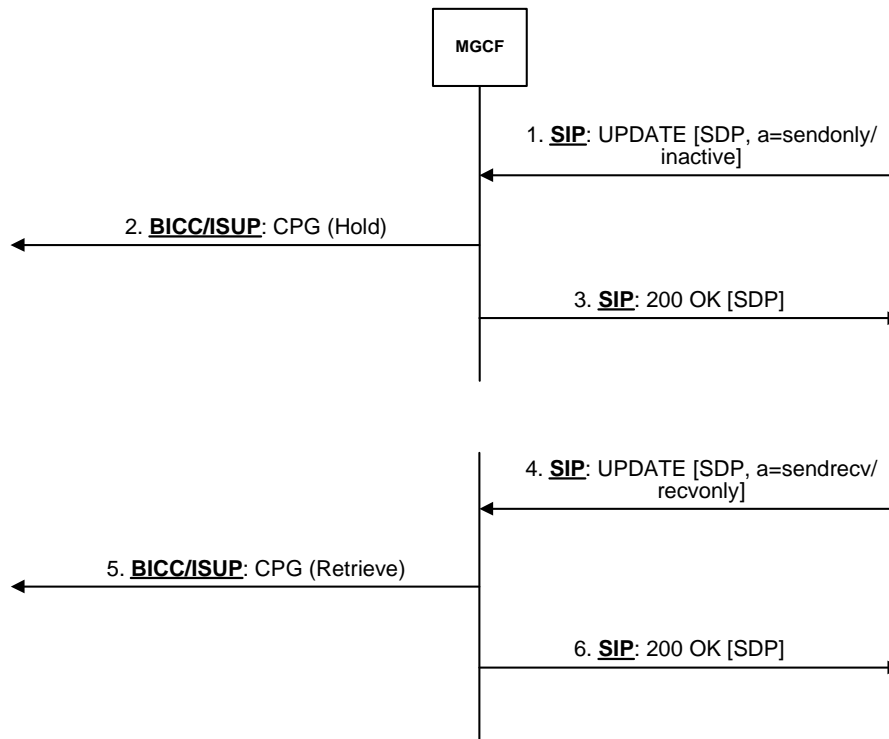 MGCF
1. SIP: UPDATE [SDP, a=sendonly/
inactive]
2. BICC/ISUP: CPG (Hold)
3. SIP: 200 OK [SDP]
4. SIP: UPDATE [SDP, a=sendrecv/
recvonly]
5. BICC/ISUP: CPG (Retrieve)
6. SIP: 200 OK [SDP]